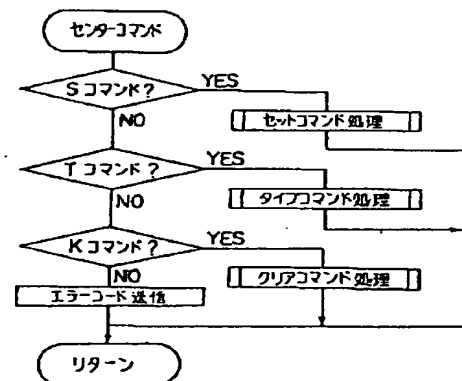 センターコマンド
Sコマンド?
YES
セットコマンド処理
NO
Tコマンド?
YES
タイプコマンド処理
NO
Kコマンド?
YES
クリアコマンド処理
NO
エラーコード送信
リターン